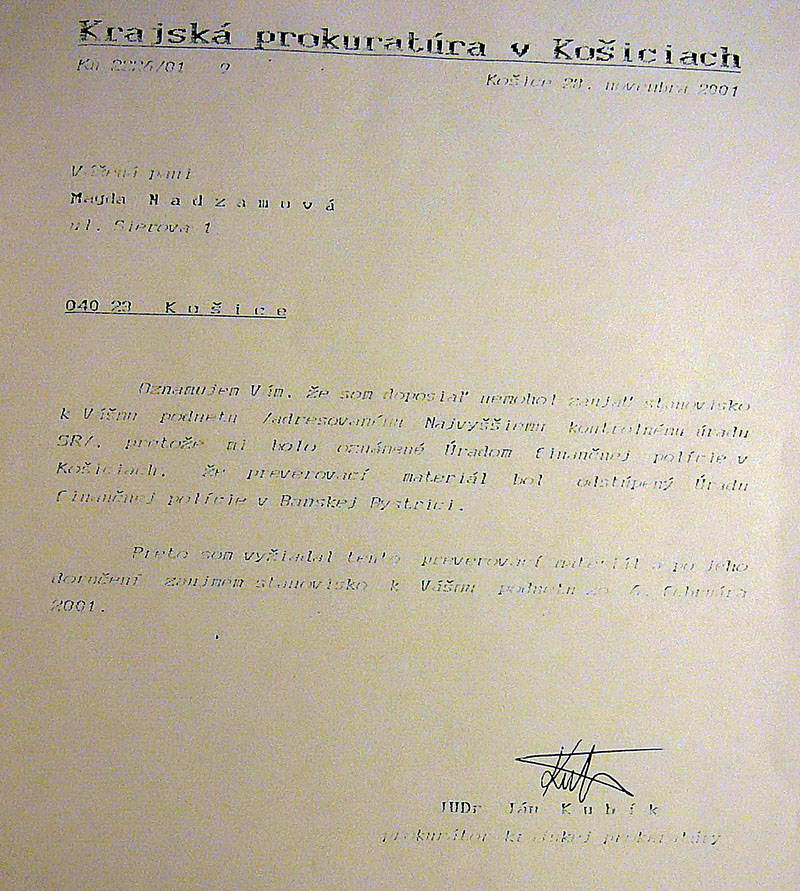 Krajská prokuratúra v Košiciach
Kn 2226/01 9
Košice 28. novembra 2001
Vážená pani
Magda Nadzamová
ul. Sierova 1
040 23 Košice
Oznamujem Vám, že som doposiaľ nemohol zaujať stanovisko
k Vášmu podnetu /adresovanému Najvyššiemu kontrolnému úradu
SR/, pretože mi bolo oznámené Úradom finančnej polície v
Košiciach, že preverovací materiál bol odstúpený Úradu
finančnej polície v Banskej Bystrici.
Preto som vyžiadal tento preverovací materiál a po jeho
doručení zaujmem stanovisko k Vášmu podnetu zo 6. februára
2001.
JUDr. Ján Kubík
prokurátor krajskej prokuratúry